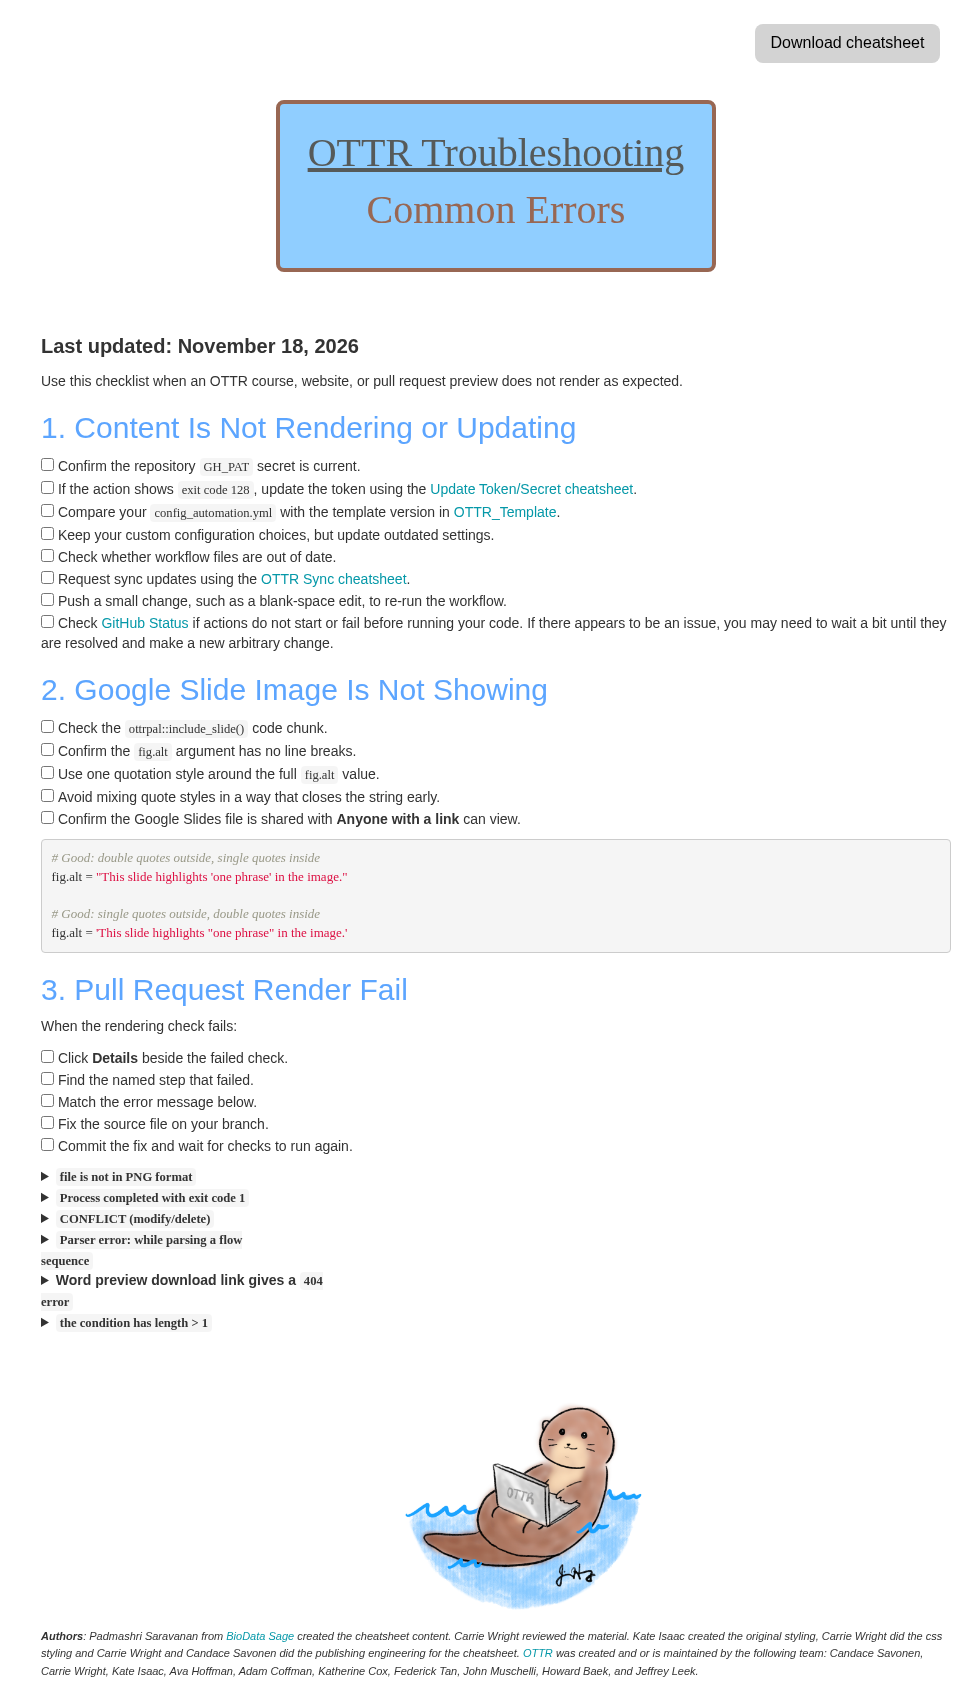 Download cheatsheet
OTTR Troubleshooting
Common Errors
Last updated: November 18, 2026
Use this checklist when an OTTR course, website, or pull request preview does not render as expected.
1. Content Is Not Rendering or Updating
Confirm the repository GH_PAT secret is current.
If the action shows exit code 128, update the token using the Update Token/Secret cheatsheet.
Compare your config_automation.yml with the template version in OTTR_Template.
Keep your custom configuration choices, but update outdated settings.
Check whether workflow files are out of date.
Request sync updates using the OTTR Sync cheatsheet.
Push a small change, such as a blank-space edit, to re-run the workflow.
Check GitHub Status if actions do not start or fail before running your code. If there appears to be an issue, you may need to wait a bit until they
are resolved and make a new arbitrary change.
2. Google Slide Image Is Not Showing
Check the ottrpal::include_slide() code chunk.
Confirm the fig.alt argument has no line breaks.
Use one quotation style around the full fig.alt value.
Avoid mixing quote styles in a way that closes the string early.
Confirm the Google Slides file is shared with Anyone with a link can view.
# Good: double quotes outside, single quotes inside
fig.alt = "This slide highlights 'one phrase' in the image."
# Good: single quotes outside, double quotes inside
fig.alt = 'This slide highlights "one phrase" in the image.'
3. Pull Request Render Fail
When the rendering check fails:
Click Details beside the failed check.
Find the named step that failed.
Match the error message below.
Fix the source file on your branch.
Commit the fix and wait for checks to run again.
file is not in PNG format
Process completed with exit code 1
CONFLICT (modify/delete)
Parser error: while parsing a flow
sequence
Word preview download link gives a 404
error
the condition has length > 1
OTTR
Authors: Padmashri Saravanan from BioData Sage created the cheatsheet content. Carrie Wright reviewed the material. Kate Isaac created the original styling, Carrie Wright did the css
styling and Carrie Wright and Candace Savonen did the publishing engineering for the cheatsheet. OTTR was created and or is maintained by the following team: Candace Savonen,
Carrie Wright, Kate Isaac, Ava Hoffman, Adam Coffman, Katherine Cox, Federick Tan, John Muschelli, Howard Baek, and Jeffrey Leek.